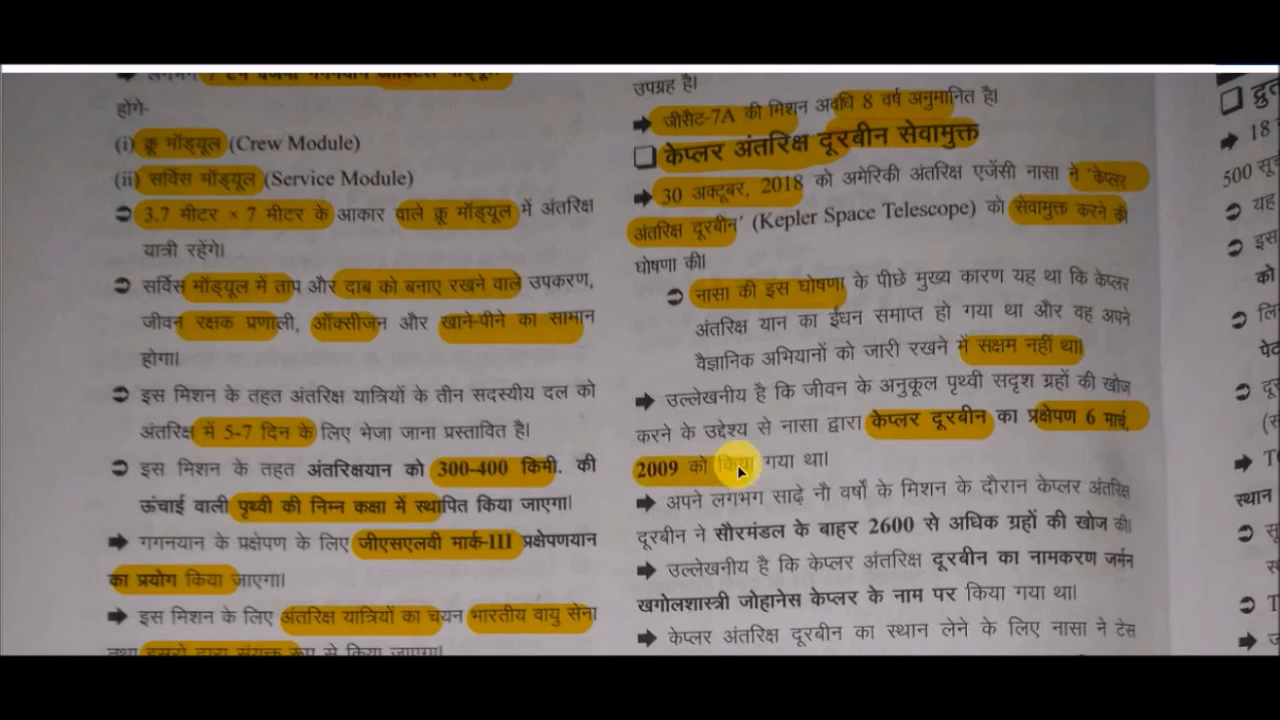 होंगे-
(i) क्रू मॉड्यूल (Crew Module)
(ii) सर्विस मॉड्यूल (Service Module)
3.7 मीटर × 7 मीटर के आकार वाले क्रू मॉड्यूल में अंतरिक्ष
यात्री रहेंगे।
सर्विस मॉड्यूल में ताप और दाब को बनाए रखने वाले उपकरण,
जीवन रक्षक प्रणाली, ऑक्सीजन और खाने-पीने का सामान
होगा।
इस मिशन के तहत अंतरिक्ष यात्रियों के तीन सदस्यीय दल को
अंतरिक्ष में 5-7 दिन के लिए भेजा जाना प्रस्तावित है।
इस मिशन के तहत अंतरिक्षयान को 300-400 किमी. की
ऊंचाई वाली पृथ्वी की निम्न कक्षा में स्थापित किया जाएगा।
गगनयान के प्रक्षेपण के लिए जीएसएलवी मार्क-III प्रक्षेपणयान
का प्रयोग किया जाएगा।
इस मिशन के लिए अंतरिक्ष यात्रियों का चयन भारतीय वायु सेना
तथा इसरो द्वारा संयुक्त रूप से किया जाएगा।
उपग्रह है।
जीसैट-7A की मिशन अवधि 8 वर्ष अनुमानित है।
केप्लर अंतरिक्ष दूरबीन सेवामुक्त
30 अक्टूबर, 2018 को अमेरिकी अंतरिक्ष एजेंसी नासा ने 'केप्लर
अंतरिक्ष दूरबीन' (Kepler Space Telescope) को सेवामुक्त करने की
घोषणा की।
नासा की इस घोषणा के पीछे मुख्य कारण यह था कि केप्लर
अंतरिक्ष यान का ईंधन समाप्त हो गया था और वह अपने
वैज्ञानिक अभियानों को जारी रखने में सक्षम नहीं था।
उल्लेखनीय है कि जीवन के अनुकूल पृथ्वी सदृश ग्रहों की खोज
करने के उद्देश्य से नासा द्वारा केप्लर दूरबीन का प्रक्षेपण 6 मार्च,
2009 को किया गया था।
अपने लगभग साढ़े नौ वर्षों के मिशन के दौरान केप्लर अंतरिक्ष
दूरबीन ने सौरमंडल के बाहर 2600 से अधिक ग्रहों की खोज की।
उल्लेखनीय है कि केप्लर अंतरिक्ष दूरबीन का नामकरण जर्मन
खगोलशास्त्री जोहानेस केप्लर के नाम पर किया गया था।
केप्लर अंतरिक्ष दूरबीन का स्थान लेने के लिए नासा ने टेस
18
500
यह
इस
को
स्थान